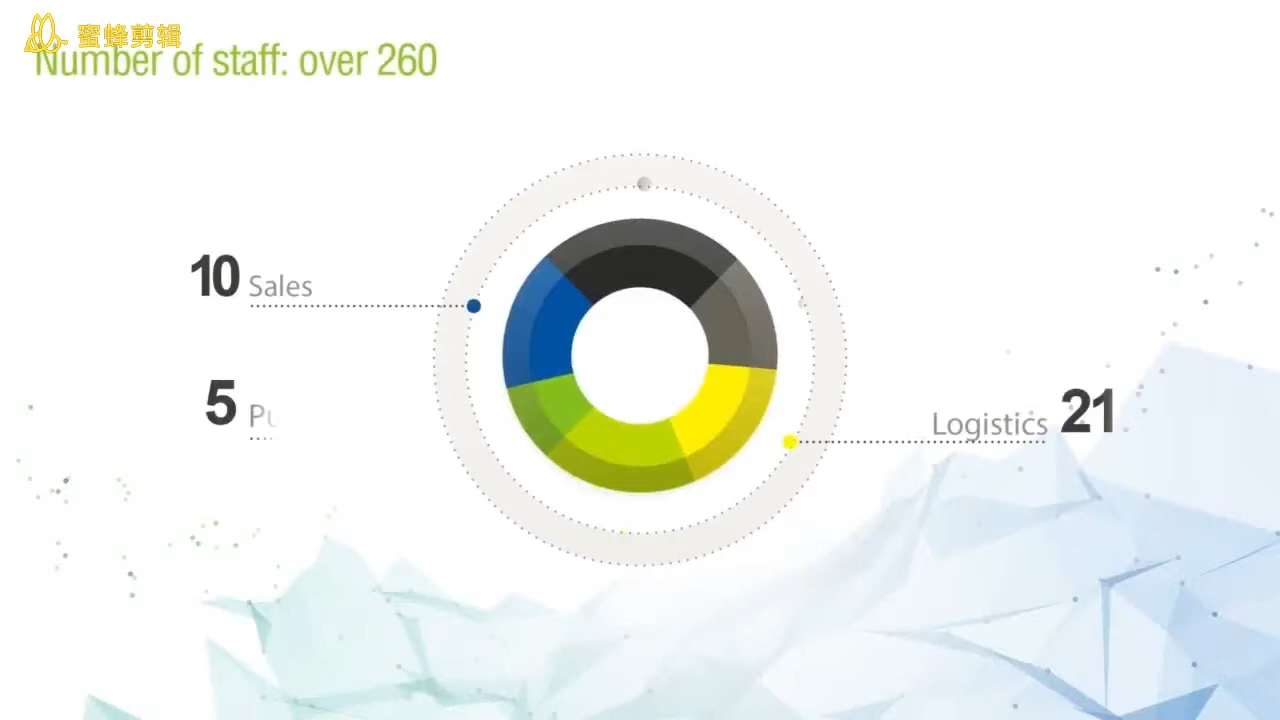 蜜蜂剪辑
Number of staff: over 260
10 Sales
5
Logistics 21